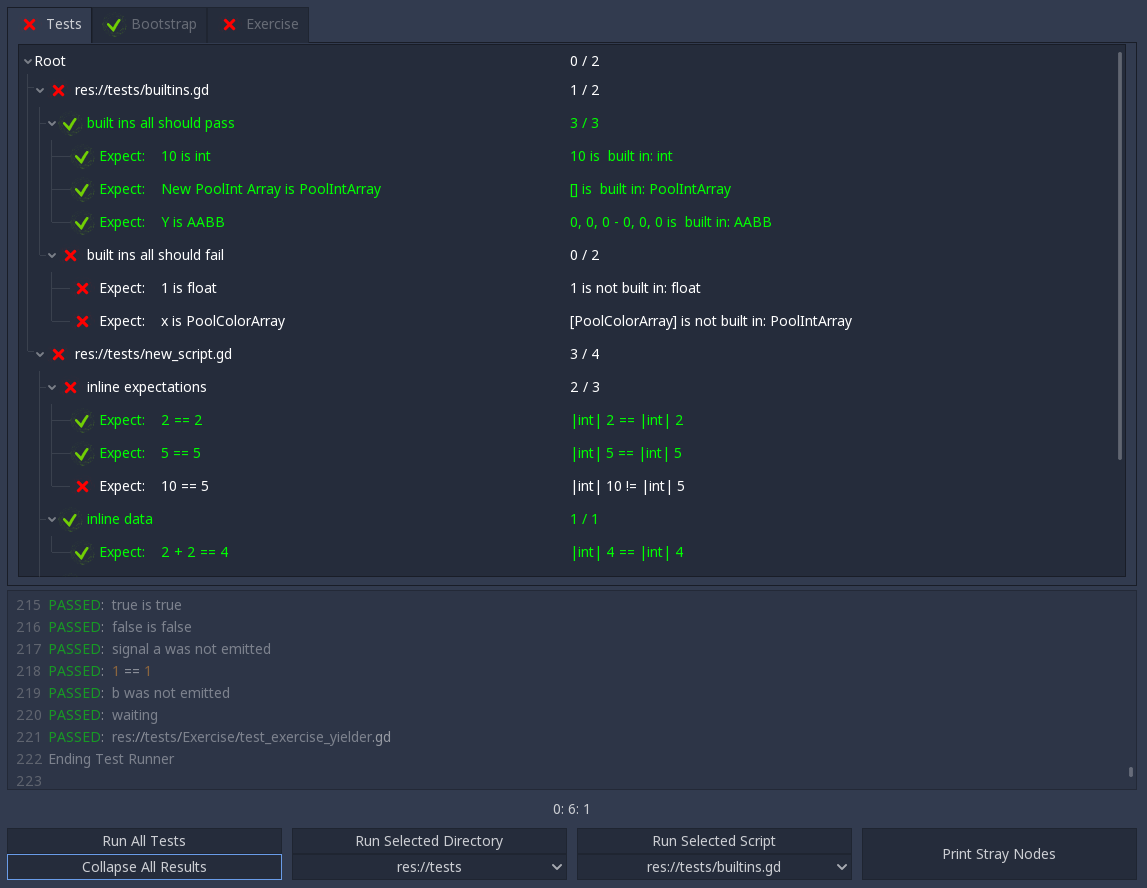 Tests Bootstrap Exercise
Root 0 / 2
res://tests/builtins.gd 1 / 2
built ins all should pass 3 / 3
Expect: 10 is int 10 is  built in: int
Expect: New PoolInt Array is PoolIntArray [] is  built in: PoolIntArray
Expect: Y is AABB 0, 0, 0 - 0, 0, 0 is  built in: AABB
built ins all should fail 0 / 2
Expect: 1 is float 1 is not built in: float
Expect: x is PoolColorArray [PoolColorArray] is not built in: PoolIntArray
res://tests/new_script.gd 3 / 4
inline expectations 2 / 3
Expect: 2 == 2 |int| 2 == |int| 2
Expect: 5 == 5 |int| 5 == |int| 5
Expect: 10 == 5 |int| 10 != |int| 5
inline data 1 / 1
Expect: 2 + 2 == 4 |int| 4 == |int| 4
215 PASSED: true is true
216 PASSED: false is false
217 PASSED: signal a was not emitted
218 PASSED: 1 == 1
219 PASSED: b was not emitted
220 PASSED: waiting
221 PASSED: res://tests/Exercise/test_exercise_yielder.gd
222 Ending Test Runner
223
0: 6: 1
Run All Tests Run Selected Directory Run Selected Script Print Stray Nodes
Collapse All Results res://tests res://tests/builtins.gd